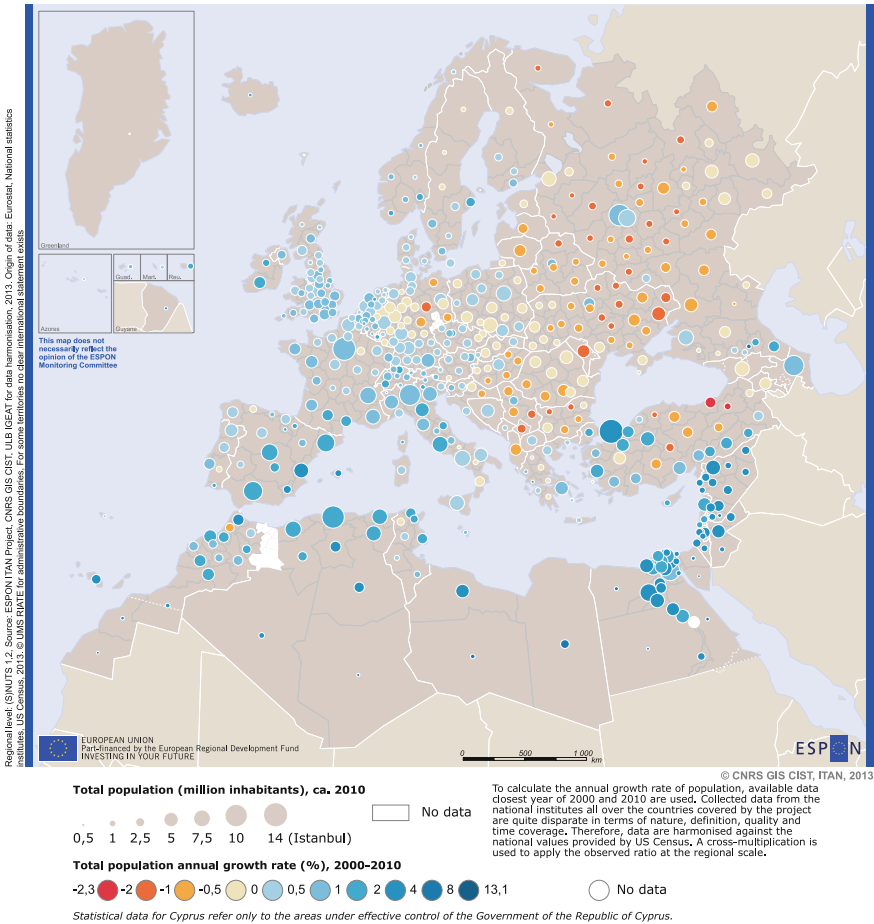 Regional level: (S)NUTS 1,2, Source: ESPON ITAN Project, CNRS GIS CIST, ULB IGEAT for data harmonisation, 2013. Origin of data: Eurostat, National statistics
institutes, US Census, 2013. © UMS RIATE for administrative boundaries. For some territories no clear international statement exists
Greenland
Guad. Mart. Reu.
Azores
Guyane
This map does not
necessarily reflect the
opinion of the ESPON
Monitoring Committee
EUROPEAN UNION
Part-financed by the European Regional Development Fund
INVESTING IN YOUR FUTURE
0 500 1 000
km
ESPON
© CNRS GIS CIST, ITAN, 2013
Total population (million inhabitants), ca. 2010
0,5 1 2,5 5 7,5 10 14 (Istanbul)
No data
To calculate the annual growth rate of population, available data
closest year of 2000 and 2010 are used. Collected data from the
national institutes all over the countries covered by the project
are quite disparate in terms of nature, definition, quality and
time coverage. Therefore, data are harmonised against the
national values provided by US Census. A cross-multiplication is
used to apply the observed ratio at the regional scale.
Total population annual growth rate (%), 2000-2010
-2,3 -2 -1 -0,5 0 0,5 1 2 4 8 13,1
No data
Statistical data for Cyprus refer only to the areas under effective control of the Government of the Republic of Cyprus.